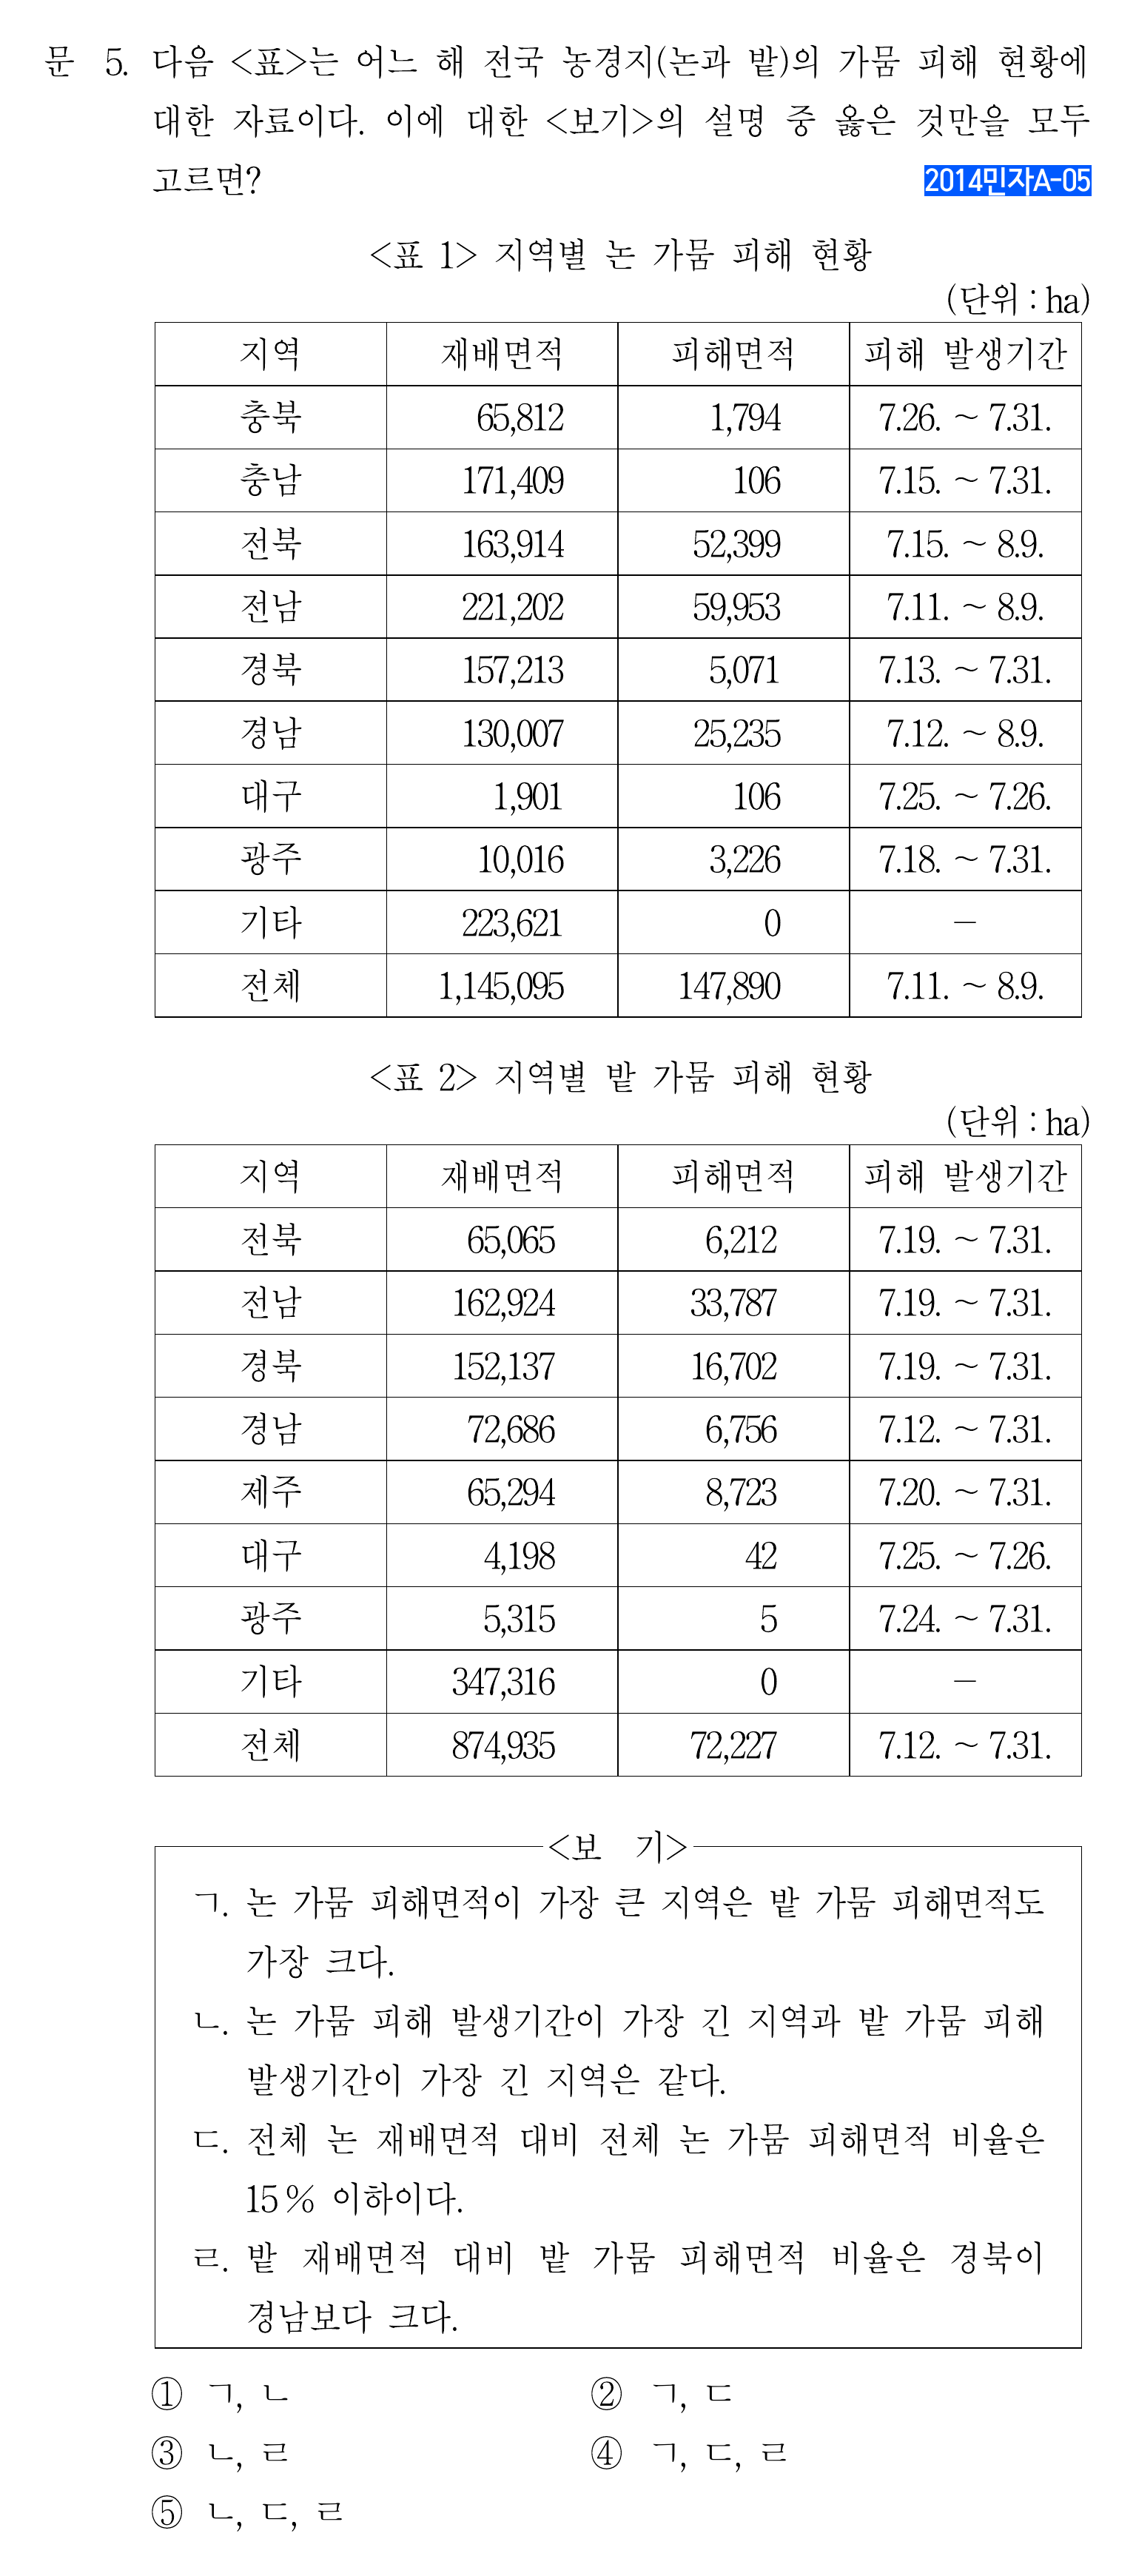 문 5. 다음 <표>는 어느 해 전국 농경지(논과 밭)의 가뭄 피해 현황에
대한 자료이다. 이에 대한 <보기>의 설명 중 옳은 것만을 모두
고르면? 2014민자A-05
<표 1> 지역별 논 가뭄 피해 현황
(단위 : ha)
지역 재배면적 피해면적 피해 발생기간
충북 65,812 1,794 7.26. ~ 7.31.
충남 171,409 106 7.15. ~ 7.31.
전북 163,914 52,399 7.15. ~ 8.9.
전남 221,202 59,953 7.11. ~ 8.9.
경북 157,213 5,071 7.13. ~ 7.31.
경남 130,007 25,235 7.12. ~ 8.9.
대구 1,901 106 7.25. ~ 7.26.
광주 10,016 3,226 7.18. ~ 7.31.
기타 223,621 0 －
전체 1,145,095 147,890 7.11. ~ 8.9.
<표 2> 지역별 밭 가뭄 피해 현황
(단위 : ha)
지역 재배면적 피해면적 피해 발생기간
전북 65,065 6,212 7.19. ~ 7.31.
전남 162,924 33,787 7.19. ~ 7.31.
경북 152,137 16,702 7.19. ~ 7.31.
경남 72,686 6,756 7.12. ~ 7.31.
제주 65,294 8,723 7.20. ~ 7.31.
대구 4,198 42 7.25. ~ 7.26.
광주 5,315 5 7.24. ~ 7.31.
기타 347,316 0 －
전체 874,935 72,227 7.12. ~ 7.31.
<보 기>
ㄱ. 논 가뭄 피해면적이 가장 큰 지역은 밭 가뭄 피해면적도
가장 크다.
ㄴ. 논 가뭄 피해 발생기간이 가장 긴 지역과 밭 가뭄 피해
발생기간이 가장 긴 지역은 같다.
ㄷ. 전체 논 재배면적 대비 전체 논 가뭄 피해면적 비율은
15 % 이하이다.
ㄹ. 밭 재배면적 대비 밭 가뭄 피해면적 비율은 경북이
경남보다 크다.
① ㄱ, ㄴ ② ㄱ, ㄷ
③ ㄴ, ㄹ ④ ㄱ, ㄷ, ㄹ
⑤ ㄴ, ㄷ, ㄹ